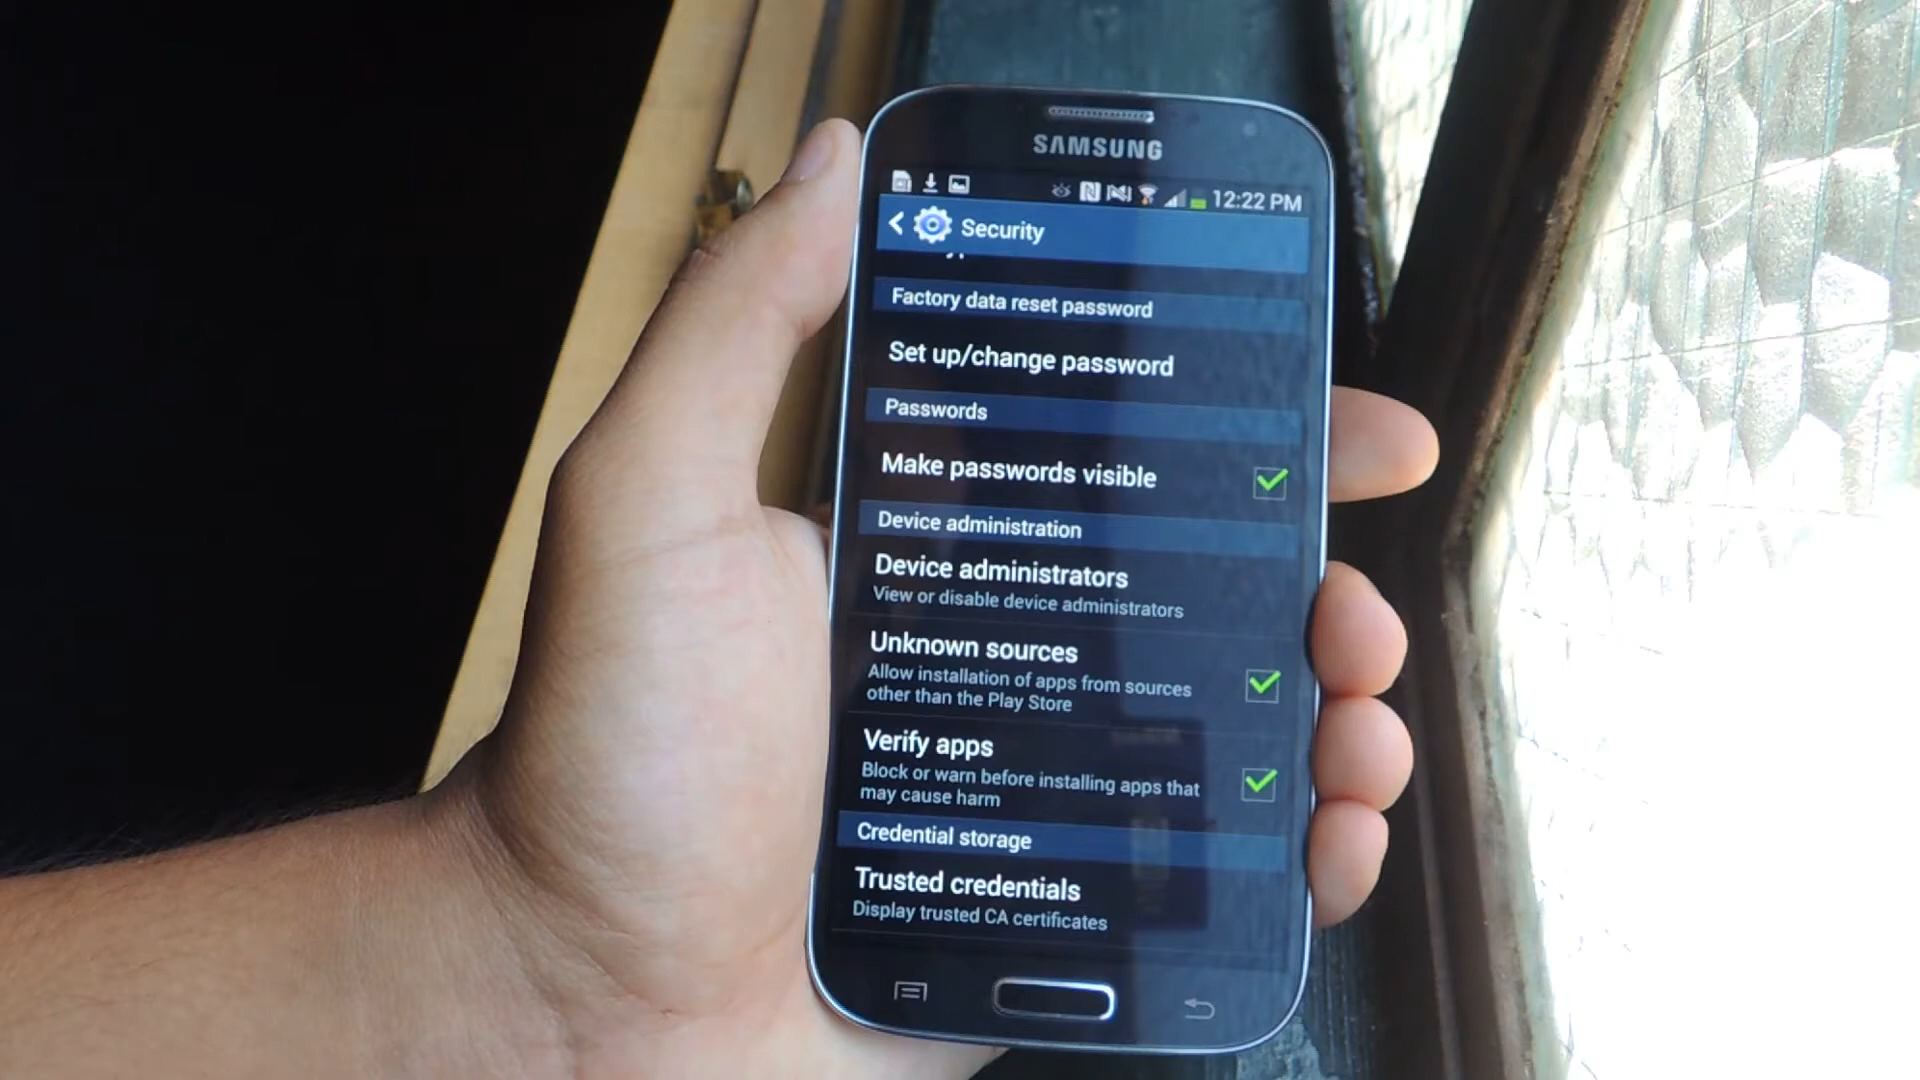 SAMSUNG
12:22 PM
Security
Factory data reset password
Set up/change password
Passwords
Make passwords visible
Device administration
Device administrators
View or disable device administrators
Unknown sources
Allow installation of apps from sources
other than the Play Store
Verify apps
Block or warn before installing apps that
may cause harm
Credential storage
Trusted credentials
Display trusted CA certificates